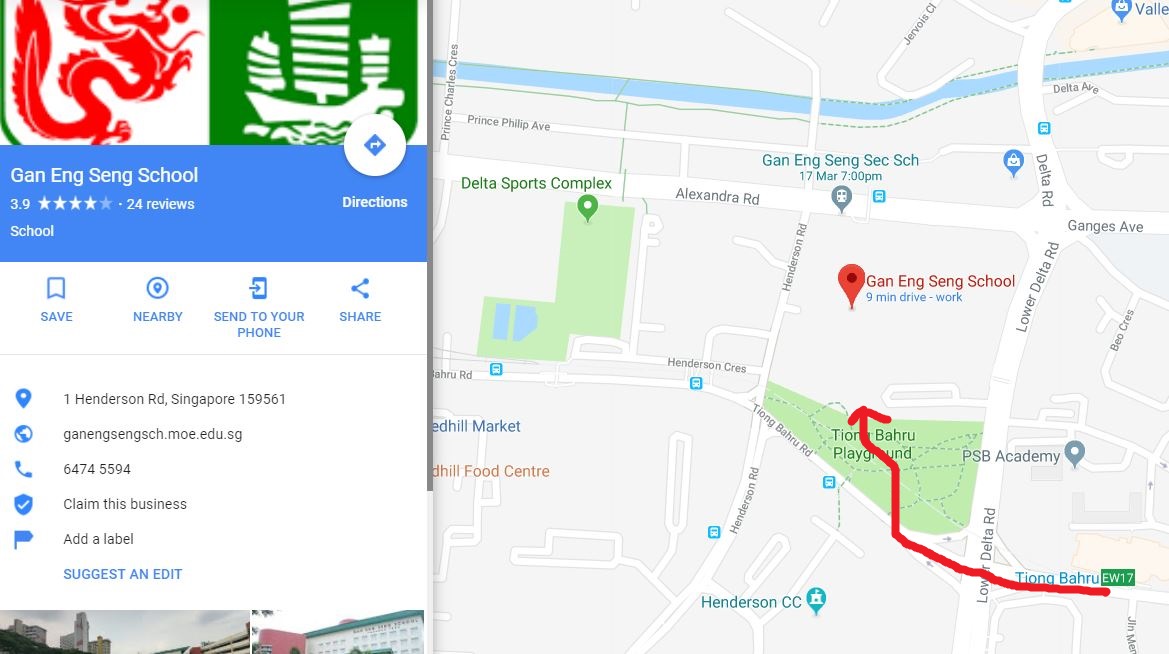 Gan Eng Seng School
3.9 ★★★★★ · 24 reviews
Directions
School
SAVE
NEARBY
SEND TO YOUR
PHONE
SHARE
1 Henderson Rd, Singapore 159561
ganengsengsch.moe.edu.sg
6474 5594
Claim this business
Add a label
SUGGEST AN EDIT
Valle
Jervois Cl
Prince Charles Cres
Delta Ave
Prince Philip Ave
Gan Eng Seng Sec Sch
17 Mar 7:00pm
Delta Rd
Delta Sports Complex
Alexandra Rd
Ganges Ave
Henderson Rd
Lower Delta Rd
Gan Eng Seng School
9 min drive - work
Beo Cres
Henderson Cres
Bahru Rd
Tiong Bahru Rd
edhill Market
Tiong Bahru
Playground
PSB Academy
dhill Food Centre
Henderson Rd
Lower Delta Rd
Tiong Bahru EW17
Henderson CC
Jln Mer